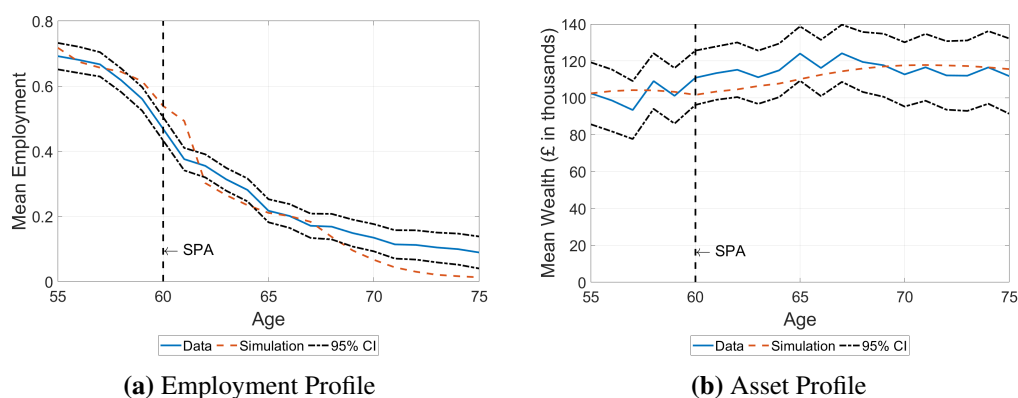 0.8
0.6
0.4
0.2
0
Mean Employment
← SPA
55 60 65 70 75
Age
Data Simulation 95% CI
(a) Employment Profile
140
120
100
80
60
40
20
0
Mean Wealth (£ in thousands)
← SPA
55 60 65 70 75
Age
Data Simulation 95% CI
(b) Asset Profile